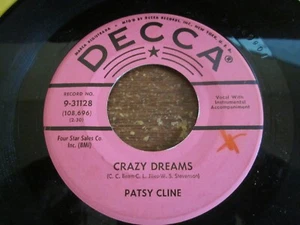 DECCA
RECORD NO.
9-31128
(108,696)
(2:30)
Vocal With
Instrumental
Accompaniment
Four Star Sales Co.
Inc. (BMI)
CRAZY DREAMS
PATSY CLINE